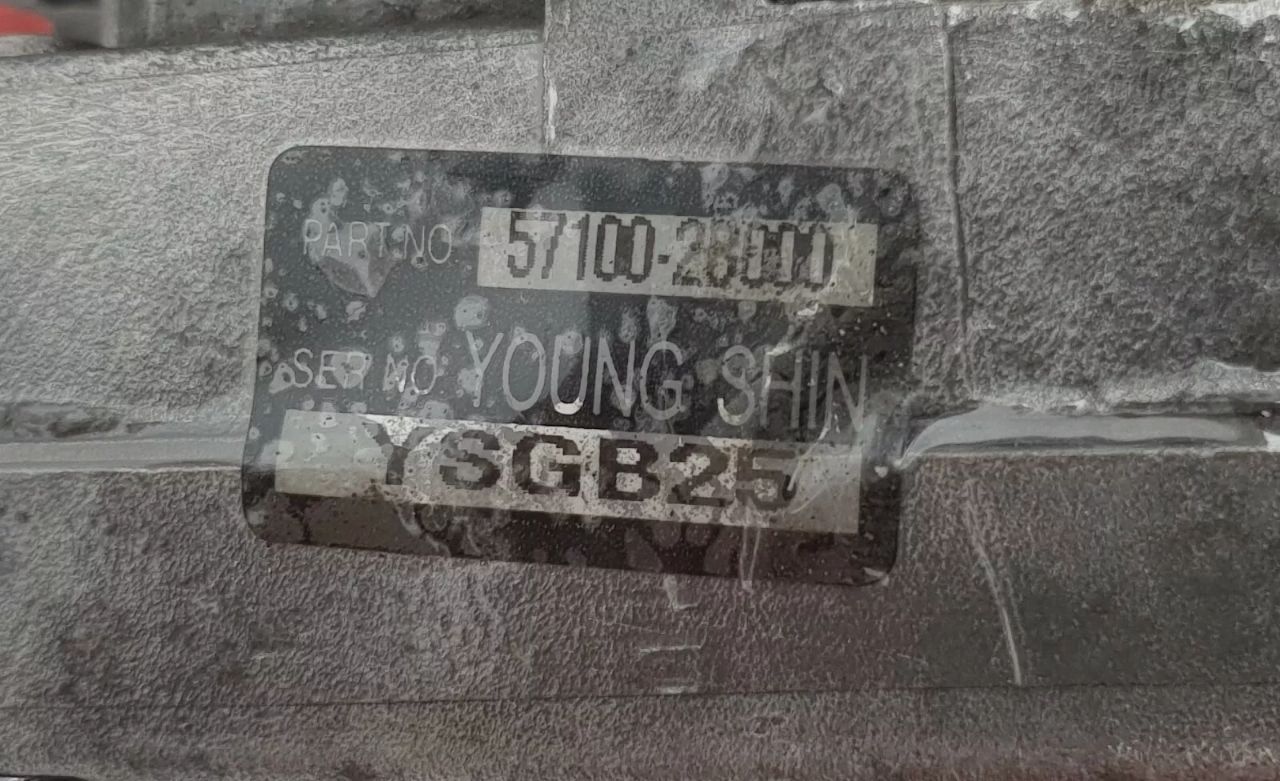 PART NO 57100-28000
SER NO YOUNG SHIN
YSGB25